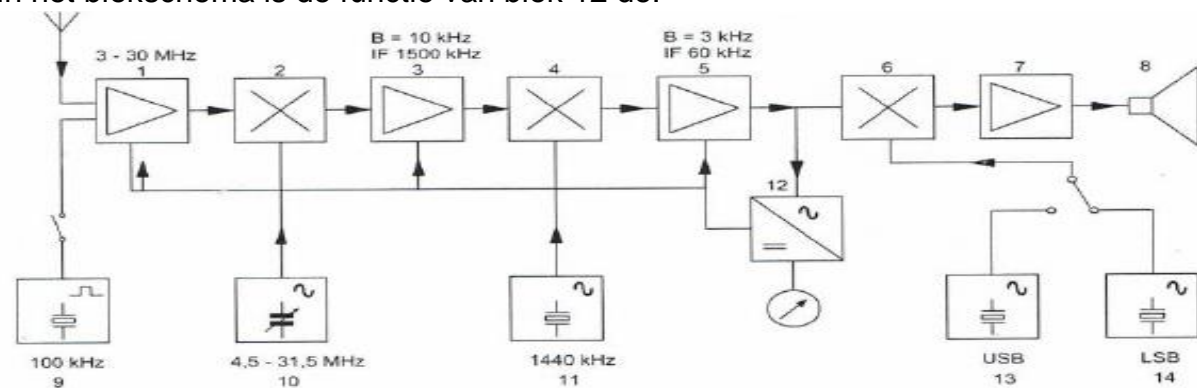 in het blokschema is de functie van blok 12 de:
3 - 30 MHz
B = 10 kHz
IF 1500 kHz
B = 3 kHz
IF 60 kHz
1
2
3
4
5
6
7
8
12
100 kHz
9
4,5 - 31,5 MHz
10
1440 kHz
11
USB
13
LSB
14